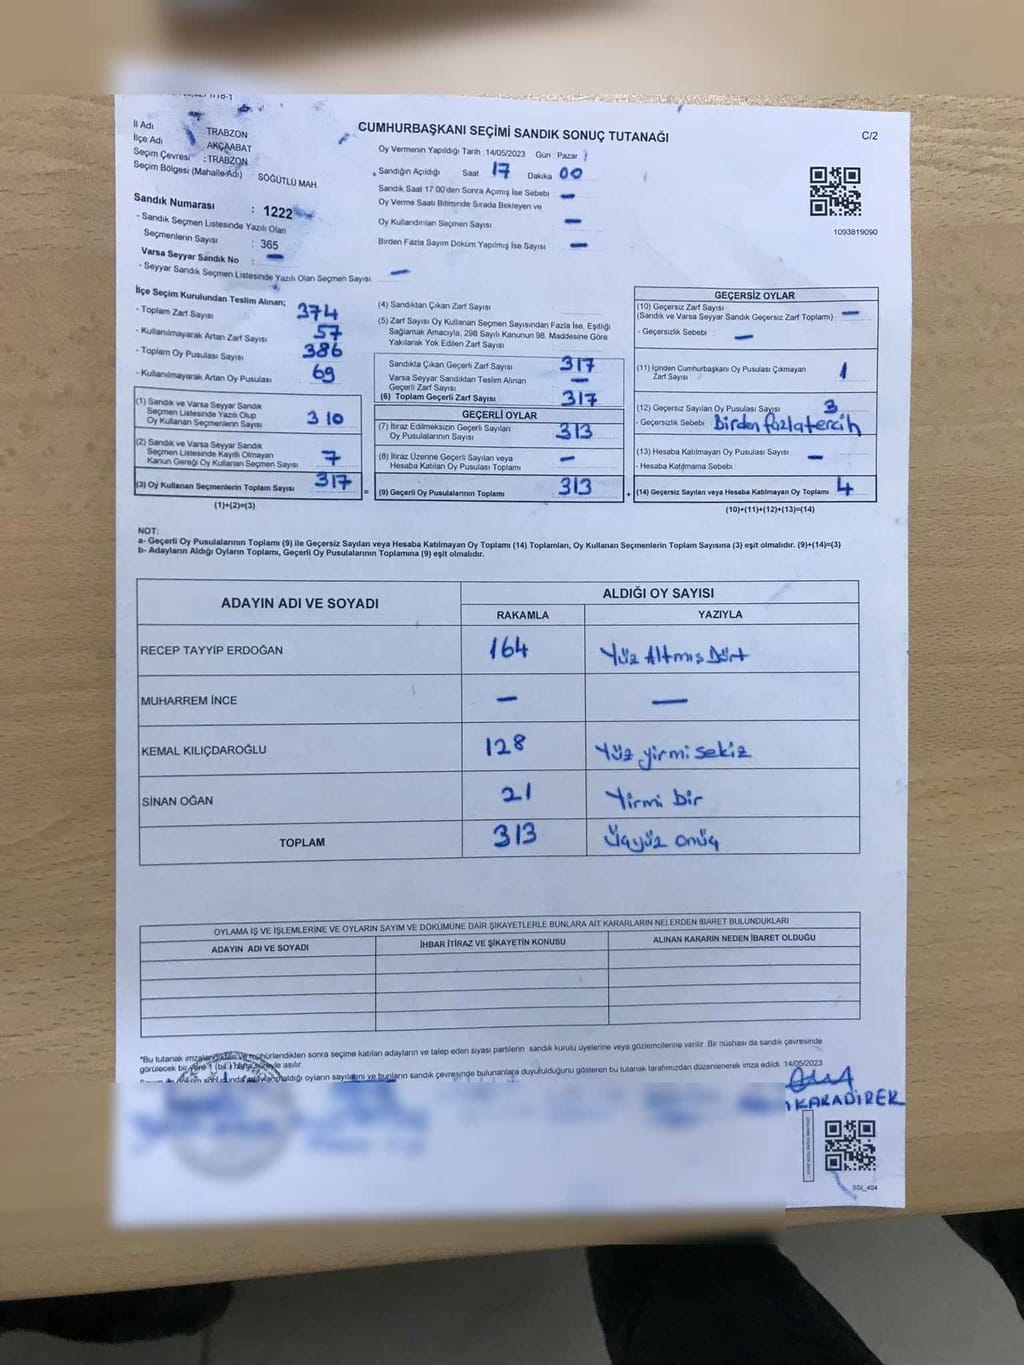 CUMHURBAŞKANI SEÇİMİ SANDIK SONUÇ TUTANAĞI
C/2
İl Adı TRABZON
İlçe Adı AKÇAABAT
Seçim Çevresi : TRABZON
Seçim Bölgesi (Mahalle Adı) SÖĞÜTLÜ MAH.
Sandık Numarası : 1222
- Sandık Seçmen Listesinde Yazılı Olan
Seçmenlerin Sayısı : 365
Varsa Seyyar Sandık No : —
- Seyyar Sandık Seçmen Listesinde Yazılı Olan Seçmen Sayısı: —
Oy Vermenin Yapıldığı Tarih :14/05/2023 Gün : Pazar
Sandığın Açıldığı Saat 17 Dakika 00
Sandık Saat 17.00'den Sonra Açımış İse Sebebi : —
Oy Verme Saati Bitiminde Sırada Bekleyen ve
Oy Kullandırılan Seçmen Sayısı —
Birden Fazla Sayım Döküm Yapılmış İse Sayısı —
1093819090
İlçe Seçim Kurulundan Teslim Alınan;
- Toplam Zarf Sayısı 374
- Kullanılmayarak Artan Zarf Sayısı 57
- Toplam Oy Pusulası Sayısı 386
- Kullanılmayarak Artan Oy Pusulası 69
(1) Sandık ve Varsa Seyyar Sandık
Seçmen Listesinde Yazılı Olup
Oy Kullanan Seçmenlerin Sayısı 310
(2) Sandık ve Varsa Seyyar Sandık
Seçmen Listesinde Kayıtlı Olmayan
Kanun Gereği Oy Kullanan Seçmen Sayısı 7
(3) Oy Kullanan Seçmenlerin Toplam Sayısı 317
(1)+(2)=(3)
(4) Sandıktan Çıkan Zarf Sayısı
(5) Zarf Sayısı Oy Kullanan Seçmen Sayısından Fazla İse, Eşitliği
Sağlamak Amacıyla, 298 Sayılı Kanunun 98. Maddesine Göre
Yakılarak Yok Edilen Zarf Sayısı
Sandıkta Çıkan Geçerli Zarf Sayısı 317
Varsa Seyyar Sandıktan Teslim Alınan
Geçerli Zarf Sayısı —
(6) Toplam Geçerli Zarf Sayısı 317
=
GEÇERLİ OYLAR
(7) İtiraz Edilmeksizin Geçerli Sayılan
Oy Pusulalarının Sayısı 313
(8) İtiraz Üzerine Geçerli Sayılan veya
Hesaba Katılan Oy Pusulası Toplamı —
(9) Geçerli Oy Pusulalarının Toplamı 313
+
GEÇERSİZ OYLAR
(10) Geçersiz Zarf Sayısı
(Sandık ve Varsa Seyyar Sandık Geçersiz Zarf Toplamı) —
- Geçersizlik Sebebi : —
(11) İçinden Cumhurbaşkanı Oy Pusulası Çıkmayan
Zarf Sayısı 1
(12) Geçersiz Sayılan Oy Pusulası Sayısı 3
- Geçersizlik Sebebi : Birden fazla tercih
(13) Hesaba Katılmayan Oy Pusulası Sayısı —
- Hesaba Katılmama Sebebi
(14) Geçersiz Sayılan veya Hesaba Katılmayan Oy Toplamı 4
(10)+(11)+(12)+(13)=(14)
NOT:
a- Geçerli Oy Pusulalarının Toplamı (9) ile Geçersiz Sayılan veya Hesaba Katılmayan Oy Toplamı (14) Toplamları, Oy Kullanan Seçmenlerin Toplam Sayısına (3) eşit olmalıdır. (9)+(14)=(3)
b- Adayların Aldığı Oyların Toplamı, Geçerli Oy Pusulalarının Toplamına (9) eşit olmalıdır.
ADAYIN ADI VE SOYADI ALDIĞI OY SAYISI
RAKAMLA YAZIYLA
RECEP TAYYİP ERDOĞAN 164 Yüz Altmış Dört
MUHARREM İNCE — —
KEMAL KILIÇDAROĞLU 128 Yüz yirmi sekiz
SİNAN OĞAN 21 Yirmi bir
TOPLAM 313 Üçyüz onüç
OYLAMA İŞ VE İŞLEMLERİNE VE OYLARIN SAYIM VE DÖKÜMÜNE DAİR ŞİKAYETLERLE BUNLARA AİT KARARLARIN NELERDEN İBARET BULUNDUKLARI
ADAYIN ADI VE SOYADI İHBAR İTİRAZ VE ŞİKAYETİN KONUSU ALINAN KARARIN NEDEN İBARET OLDUĞU
*Bu tutanak imzalandıktan ve mühürlendikten sonra seçime katılan adayların ve talep eden siyasi partilerin sandık kurulu üyelerine veya gözlemcilerine verilir. Bir nüshası da sandık çevresinde
görülecek bir yere 1 (bir) hafta süreyle asılır.
oyların sayılarını ve bunların sandık çevresinde bulunanlara duyurulduğunu gösteren bu tutanak tarafımızdan düzenlenerek imza edildi. 14/05/2023
KARADİREK